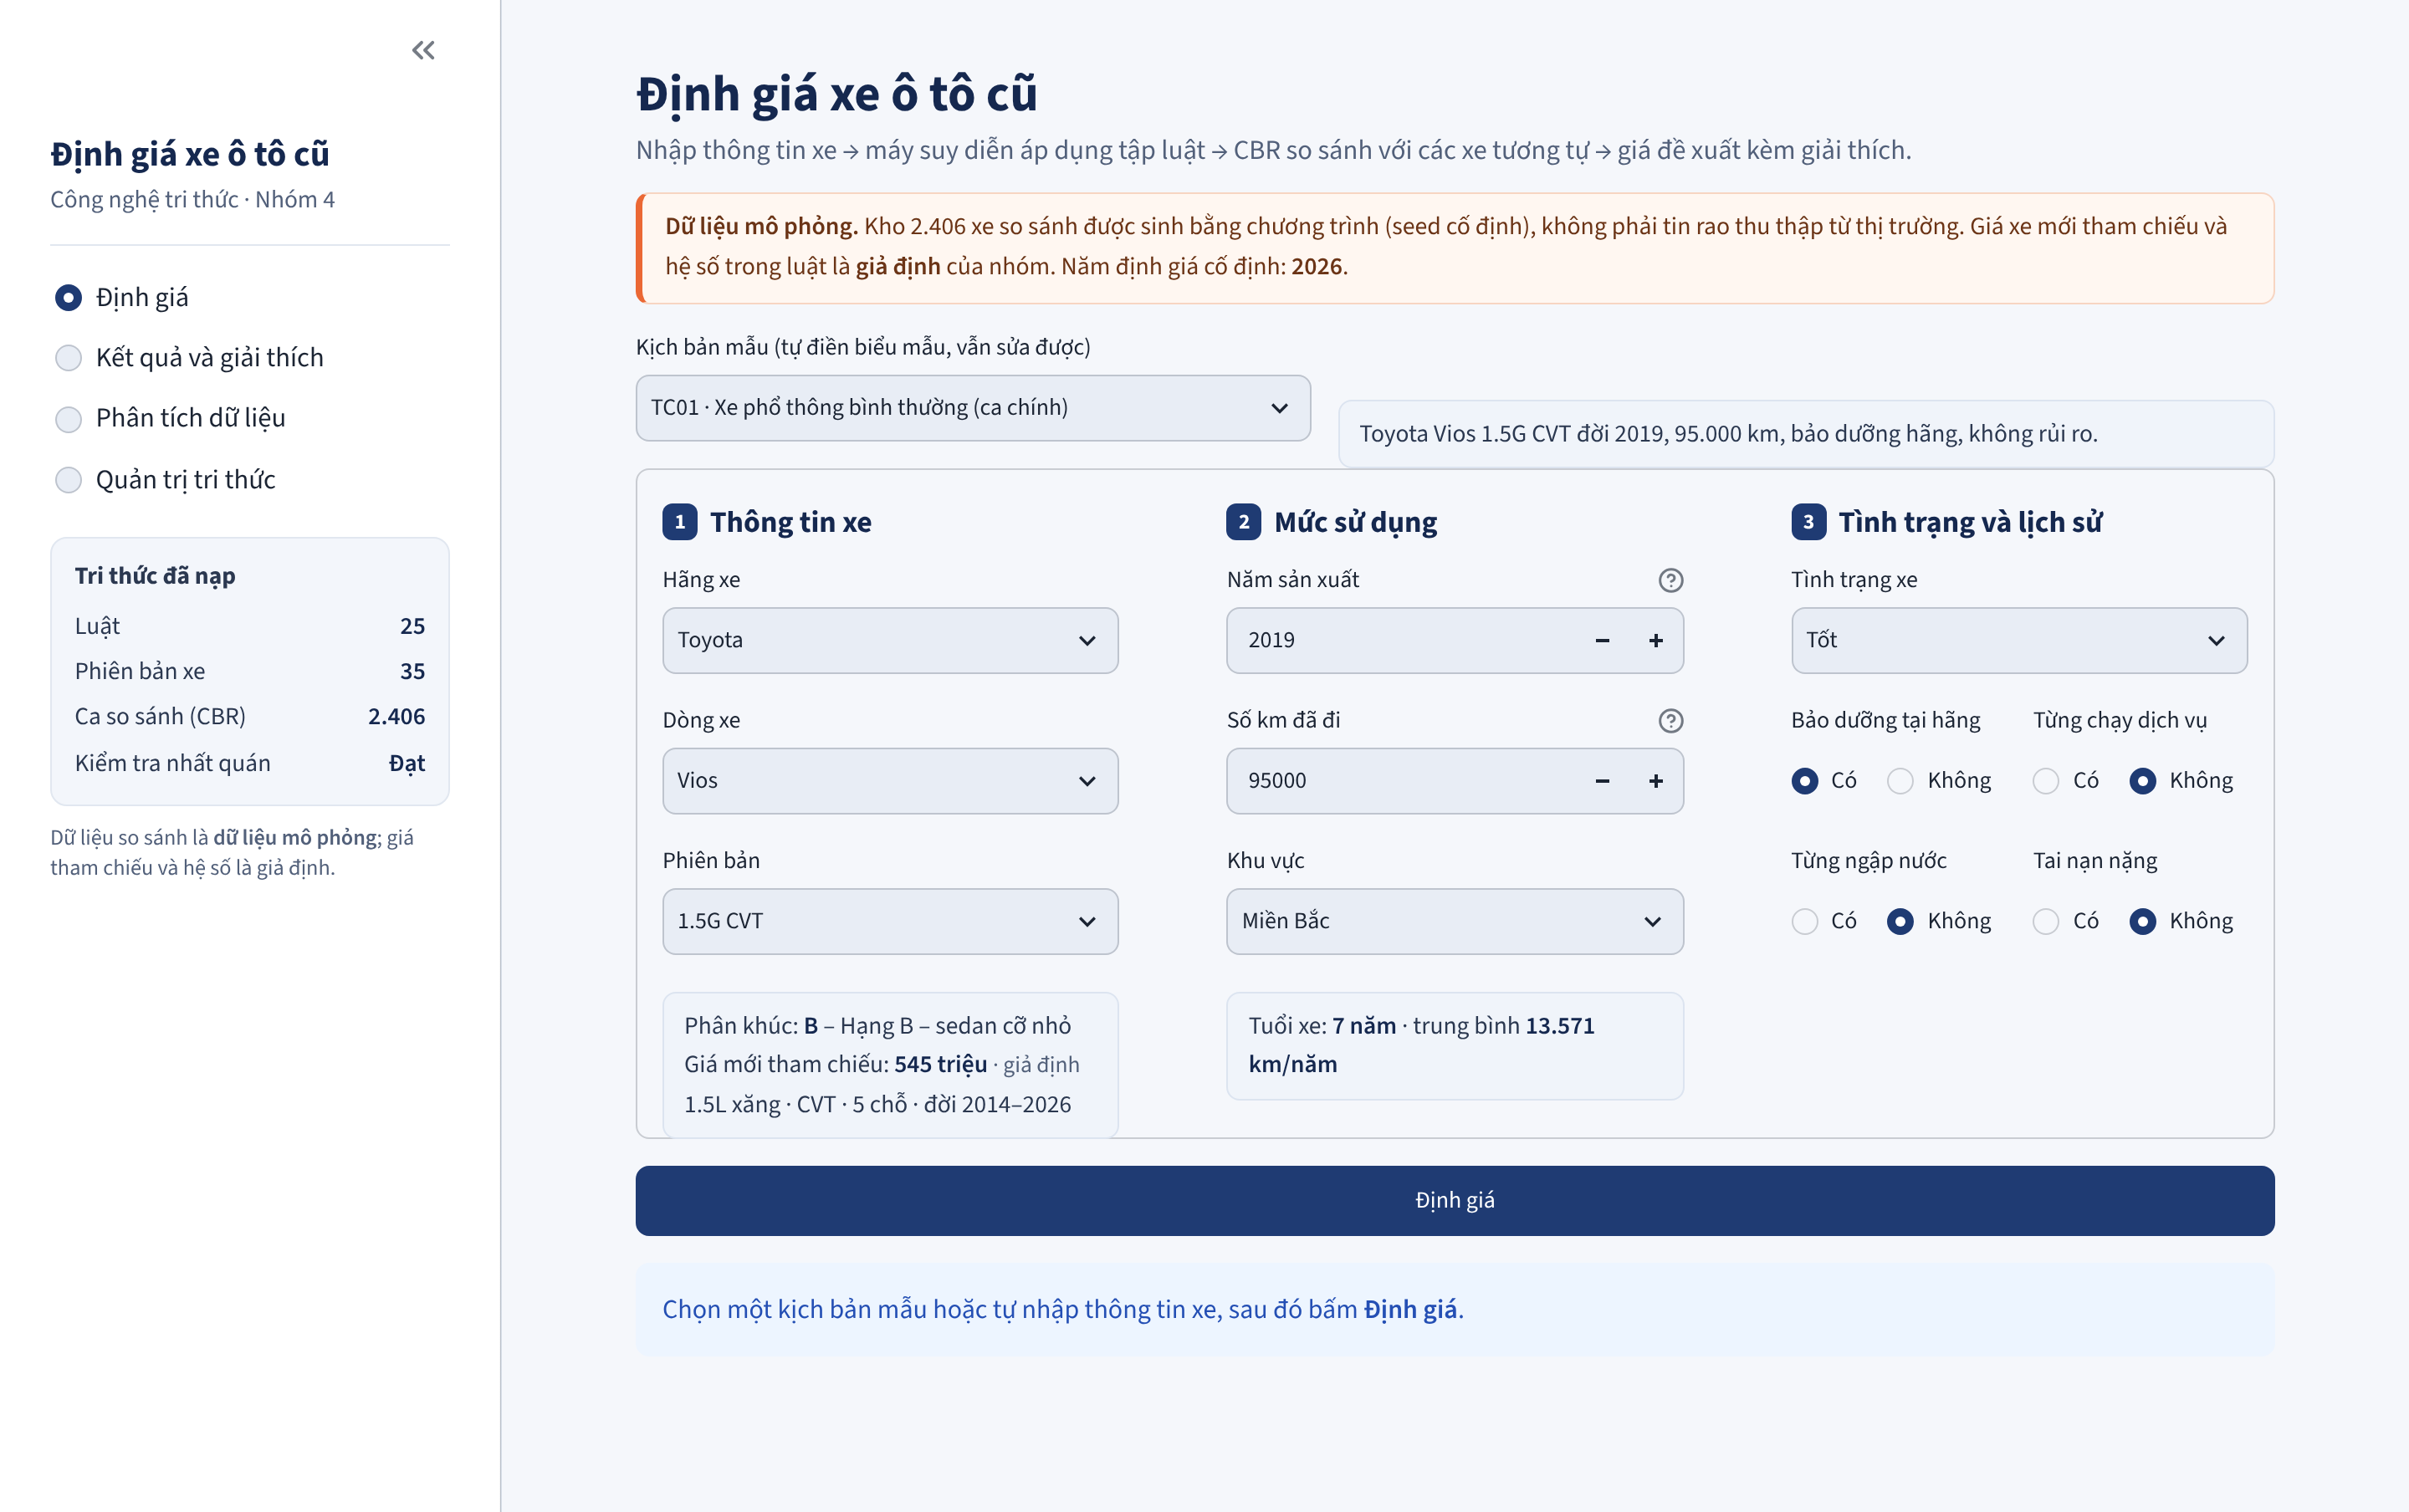 Định giá xe ô tô cũ
Công nghệ tri thức · Nhóm 4
Định giá
Kết quả và giải thích
Phân tích dữ liệu
Quản trị tri thức
Tri thức đã nạp
Luật 25
Phiên bản xe 35
Ca so sánh (CBR) 2.406
Kiểm tra nhất quán Đạt
Dữ liệu so sánh là dữ liệu mô phỏng; giá
tham chiếu và hệ số là giả định.
Định giá xe ô tô cũ
Nhập thông tin xe → máy suy diễn áp dụng tập luật → CBR so sánh với các xe tương tự → giá đề xuất kèm giải thích.
Dữ liệu mô phỏng. Kho 2.406 xe so sánh được sinh bằng chương trình (seed cố định), không phải tin rao thu thập từ thị trường. Giá xe mới tham chiếu và
hệ số trong luật là giả định của nhóm. Năm định giá cố định: 2026.
Kịch bản mẫu (tự điền biểu mẫu, vẫn sửa được)
TC01 · Xe phổ thông bình thường (ca chính)
Toyota Vios 1.5G CVT đời 2019, 95.000 km, bảo dưỡng hãng, không rủi ro.
1 Thông tin xe
Hãng xe
Toyota
Dòng xe
Vios
Phiên bản
1.5G CVT
Phân khúc: B – Hạng B – sedan cỡ nhỏ
Giá mới tham chiếu: 545 triệu · giả định
1.5L xăng · CVT · 5 chỗ · đời 2014–2026
2 Mức sử dụng
Năm sản xuất
2019
Số km đã đi
95000
Khu vực
Miền Bắc
Tuổi xe: 7 năm · trung bình 13.571
km/năm
3 Tình trạng và lịch sử
Tình trạng xe
Tốt
Bảo dưỡng tại hãng Từng chạy dịch vụ
Có Không Có Không
Từng ngập nước Tai nạn nặng
Có Không Có Không
Định giá
Chọn một kịch bản mẫu hoặc tự nhập thông tin xe, sau đó bấm Định giá.